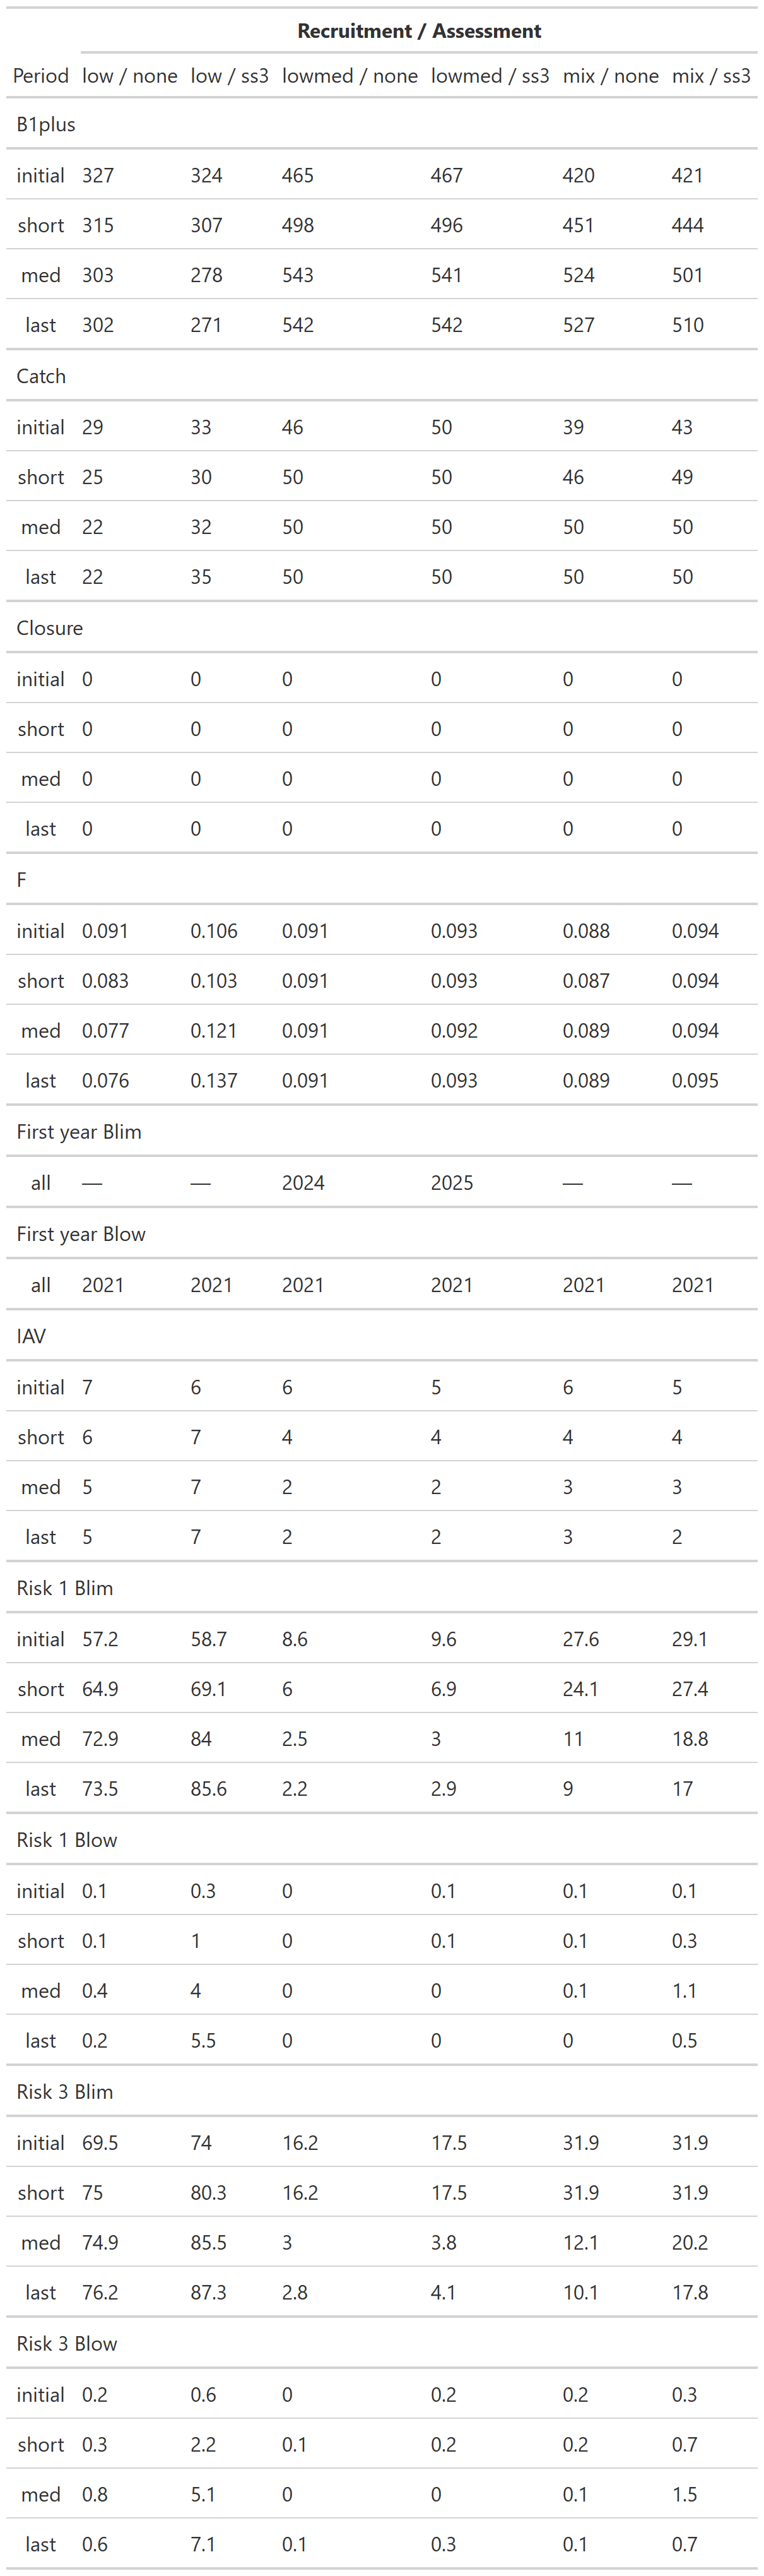 Recruitment / Assessment
Period low / none low / ss3 lowmed / none lowmed / ss3 mix / none mix / ss3
B1plus
initial 327 324 465 467 420 421
short 315 307 498 496 451 444
med 303 278 543 541 524 501
last 302 271 542 542 527 510
Catch
initial 29 33 46 50 39 43
short 25 30 50 50 46 49
med 22 32 50 50 50 50
last 22 35 50 50 50 50
Closure
initial 0 0 0 0 0 0
short 0 0 0 0 0 0
med 0 0 0 0 0 0
last 0 0 0 0 0 0
F
initial 0.091 0.106 0.091 0.093 0.088 0.094
short 0.083 0.103 0.091 0.093 0.087 0.094
med 0.077 0.121 0.091 0.092 0.089 0.094
last 0.076 0.137 0.091 0.093 0.089 0.095
First year Blim
all — — 2024 2025 — —
First year Blow
all 2021 2021 2021 2021 2021 2021
IAV
initial 7 6 6 5 6 5
short 6 7 4 4 4 4
med 5 7 2 2 3 3
last 5 7 2 2 3 2
Risk 1 Blim
initial 57.2 58.7 8.6 9.6 27.6 29.1
short 64.9 69.1 6 6.9 24.1 27.4
med 72.9 84 2.5 3 11 18.8
last 73.5 85.6 2.2 2.9 9 17
Risk 1 Blow
initial 0.1 0.3 0 0.1 0.1 0.1
short 0.1 1 0 0.1 0.1 0.3
med 0.4 4 0 0 0.1 1.1
last 0.2 5.5 0 0 0 0.5
Risk 3 Blim
initial 69.5 74 16.2 17.5 31.9 31.9
short 75 80.3 16.2 17.5 31.9 31.9
med 74.9 85.5 3 3.8 12.1 20.2
last 76.2 87.3 2.8 4.1 10.1 17.8
Risk 3 Blow
initial 0.2 0.6 0 0.2 0.2 0.3
short 0.3 2.2 0.1 0.2 0.2 0.7
med 0.8 5.1 0 0 0.1 1.5
last 0.6 7.1 0.1 0.3 0.1 0.7